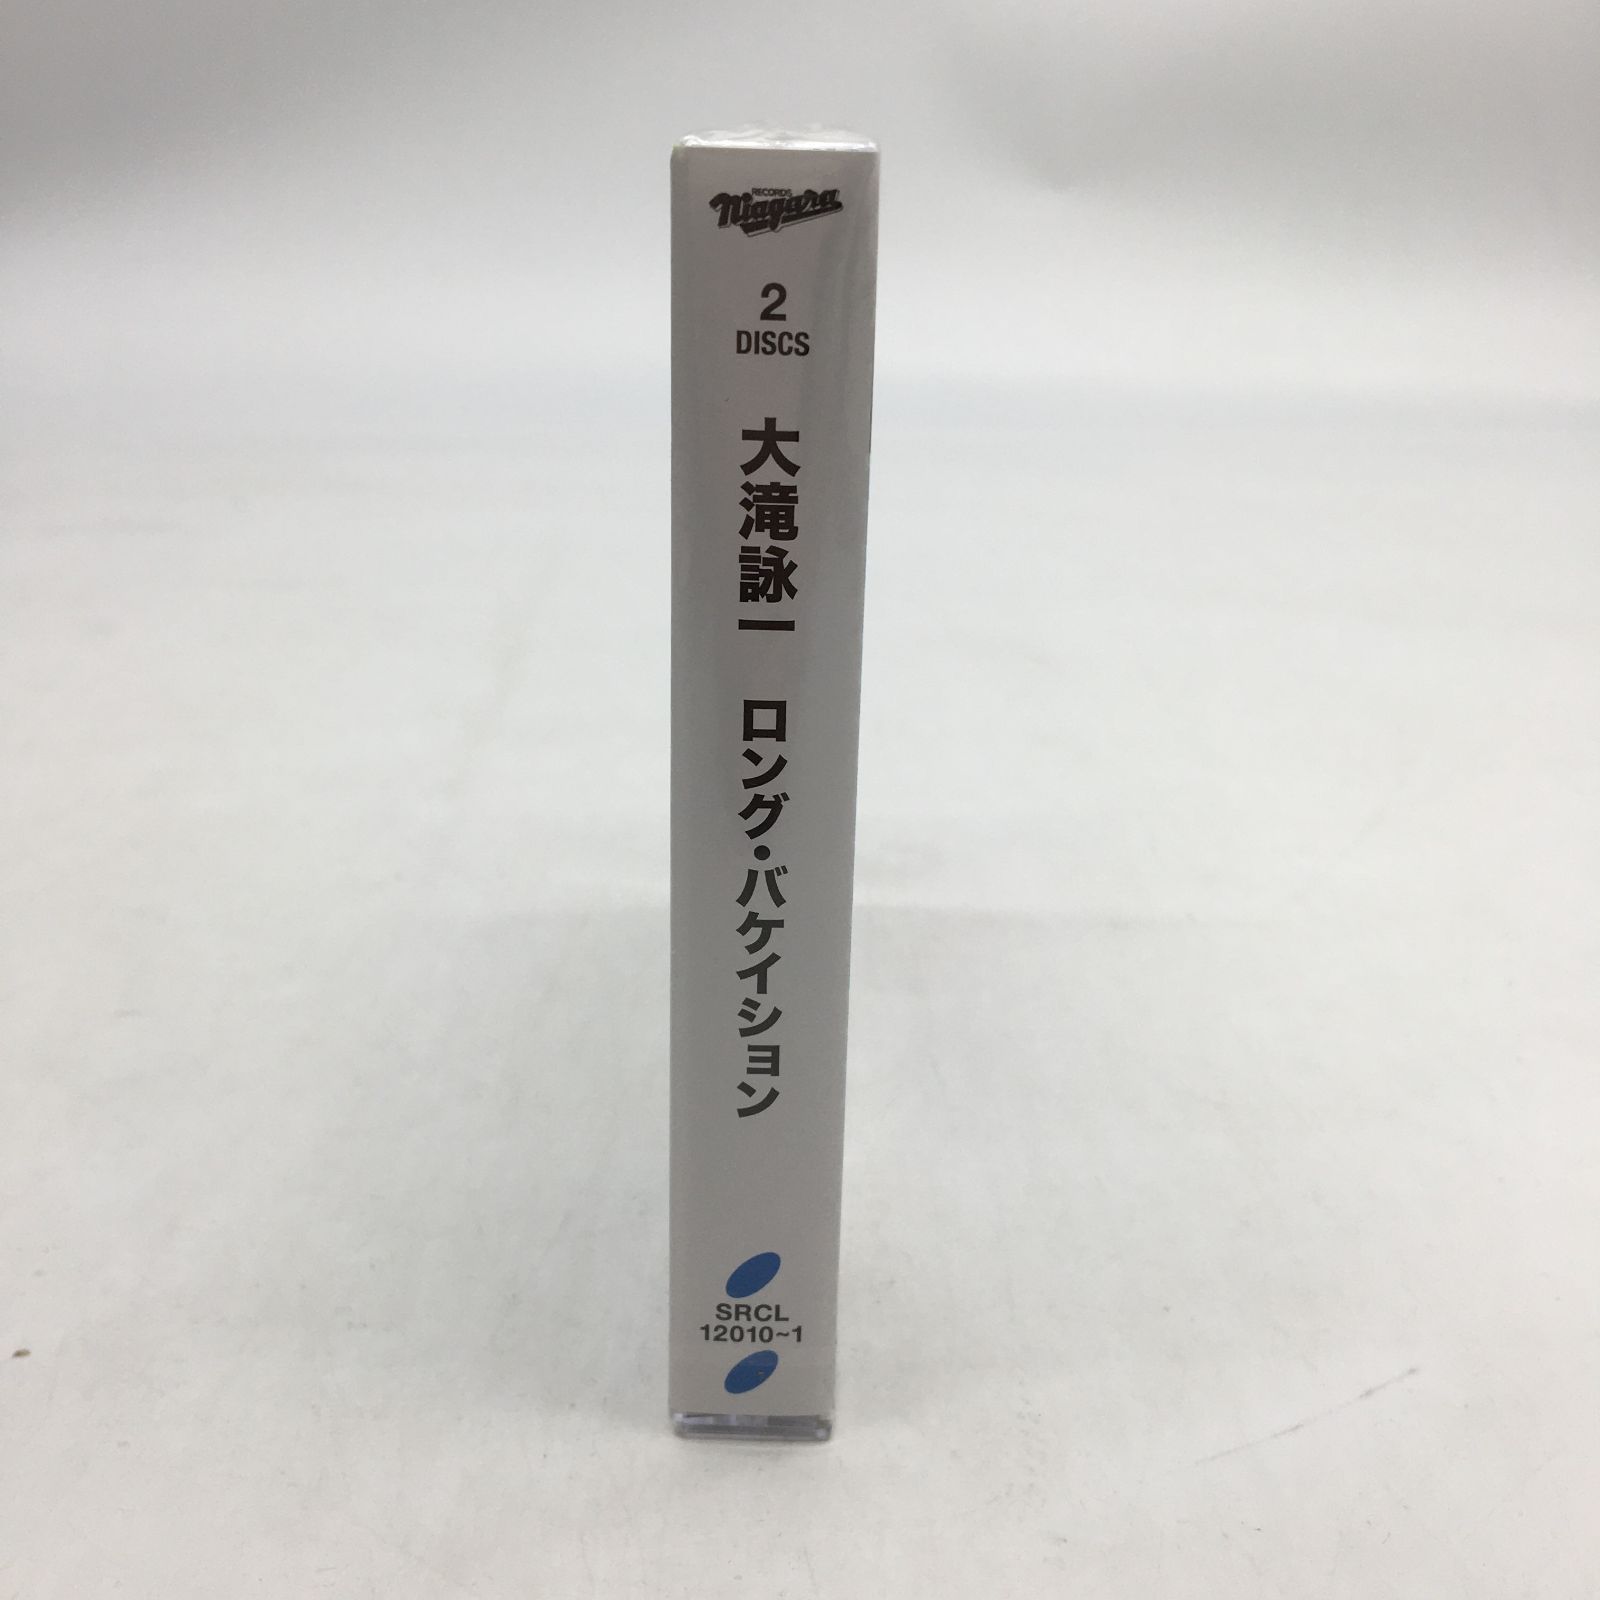 RECORDS
Niagara
2
DISCS
大滝詠一 ロング・バケイション
SRCL
12010~1